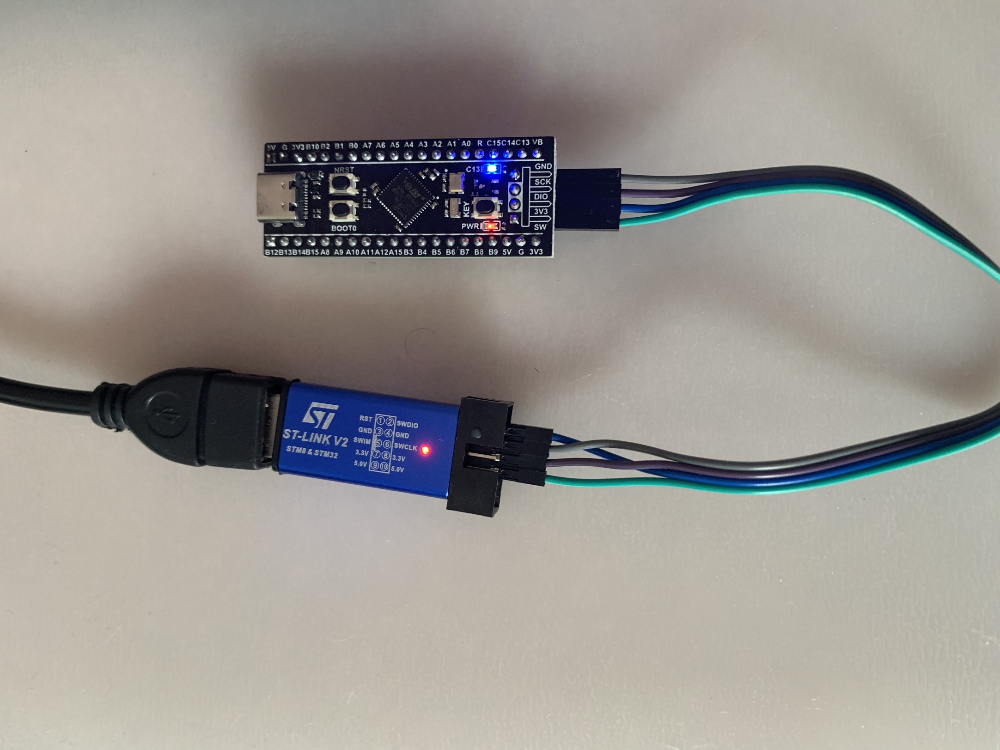 5V G 3V3 B10 B2 B1 B0 A7 A6 A5 A4 A3 A2 A1 A0 R C15 C14 C13 VB
NRST
C13
GND
SCK
DIO
3V3
SW
KEY
BOOT0
PWR
B12 B13 B14 B15 A8 A9 A10 A11 A12 A15 B3 B4 B5 B6 B7 B8 B9 5V G 3V3
ST
ST-LINK V2
STM8 & STM32
RST 1 2 SWDIO
GND 3 4 GND
SWIM 5 6 SWCLK
3.3V 7 8 3.3V
5.0V 9 10 5.0V